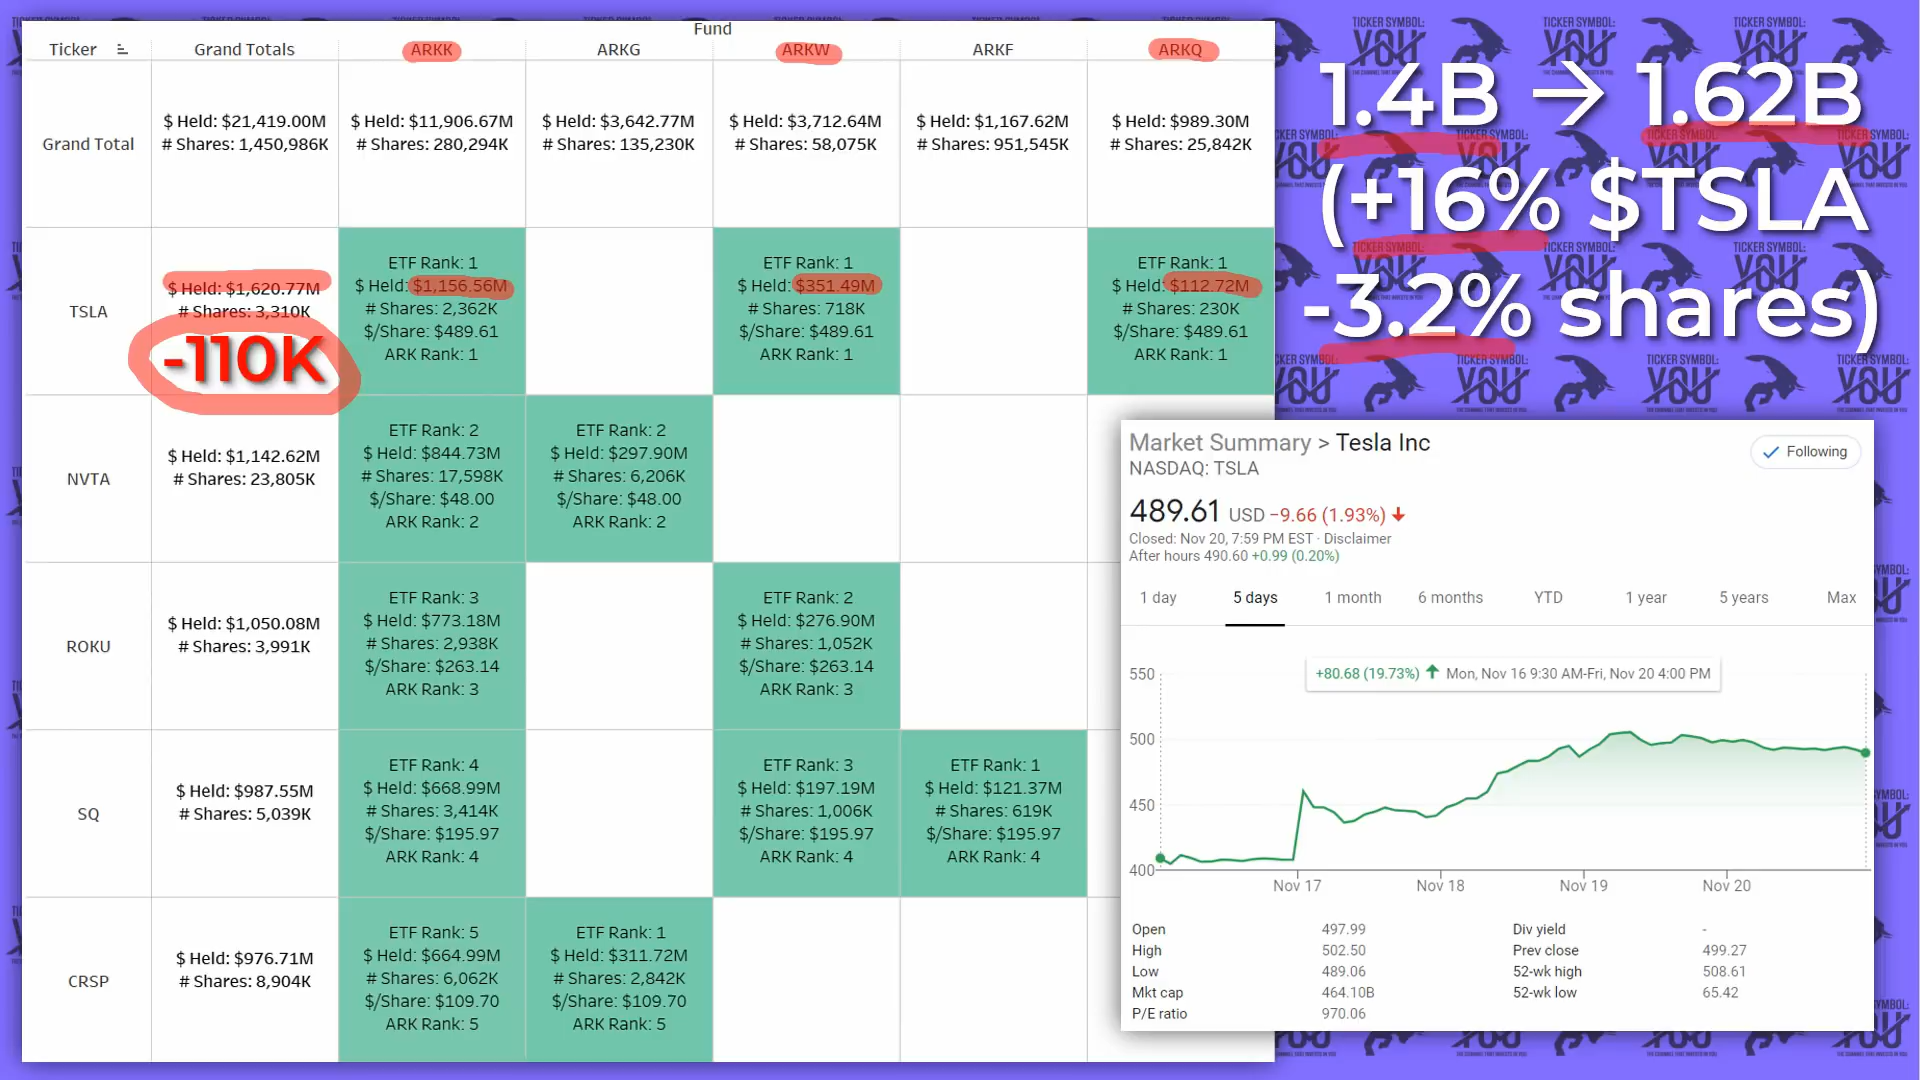 Fund
Ticker Grand Totals ARKK ARKG ARKW ARKF ARKQ
Grand Total
$ Held: $21,419.00M
# Shares: 1,450,986K
$ Held: $11,906.67M
# Shares: 280,294K
$ Held: $3,642.77M
# Shares: 135,230K
$ Held: $3,712.64M
# Shares: 58,075K
$ Held: $1,167.62M
# Shares: 951,545K
$ Held: $989.30M
# Shares: 25,842K
TSLA
$ Held: $1,620.77M
# Shares: 3,310K
-110K
ETF Rank: 1
$ Held: $1,156.56M
# Shares: 2,362K
$/Share: $489.61
ARK Rank: 1
ETF Rank: 1
$ Held: $351.49M
# Shares: 718K
$/Share: $489.61
ARK Rank: 1
ETF Rank: 1
$ Held: $112.72M
# Shares: 230K
$/Share: $489.61
ARK Rank: 1
NVTA
$ Held: $1,142.62M
# Shares: 23,805K
ETF Rank: 2
$ Held: $844.73M
# Shares: 17,598K
$/Share: $48.00
ARK Rank: 2
ETF Rank: 2
$ Held: $297.90M
# Shares: 6,206K
$/Share: $48.00
ARK Rank: 2
ROKU
$ Held: $1,050.08M
# Shares: 3,991K
ETF Rank: 3
$ Held: $773.18M
# Shares: 2,938K
$/Share: $263.14
ARK Rank: 3
ETF Rank: 2
$ Held: $276.90M
# Shares: 1,052K
$/Share: $263.14
ARK Rank: 3
SQ
$ Held: $987.55M
# Shares: 5,039K
ETF Rank: 4
$ Held: $668.99M
# Shares: 3,414K
$/Share: $195.97
ARK Rank: 4
ETF Rank: 3
$ Held: $197.19M
# Shares: 1,006K
$/Share: $195.97
ARK Rank: 4
ETF Rank: 1
$ Held: $121.37M
# Shares: 619K
$/Share: $195.97
ARK Rank: 4
CRSP
$ Held: $976.71M
# Shares: 8,904K
ETF Rank: 5
$ Held: $664.99M
# Shares: 6,062K
$/Share: $109.70
ARK Rank: 5
ETF Rank: 1
$ Held: $311.72M
# Shares: 2,842K
$/Share: $109.70
ARK Rank: 5
1.4B → 1.62B
(+16% $TSLA
-3.2% shares)
TICKER SYMBOL:
YOU
THE CHANNEL THAT INVESTS IN YOU
Market Summary > Tesla Inc
Following
NASDAQ: TSLA
489.61 USD −9.66 (1.93%) ↓
Closed: Nov 20, 7:59 PM EST · Disclaimer
After hours 490.60 +0.99 (0.20%)
1 day 5 days 1 month 6 months YTD 1 year 5 years Max
+80.68 (19.73%) ↑ Mon, Nov 16 9:30 AM-Fri, Nov 20 4:00 PM
550
500
450
400
Nov 17 Nov 18 Nov 19 Nov 20
Open 497.99 Div yield -
High 502.50 Prev close 499.27
Low 489.06 52-wk high 508.61
Mkt cap 464.10B 52-wk low 65.42
P/E ratio 970.06